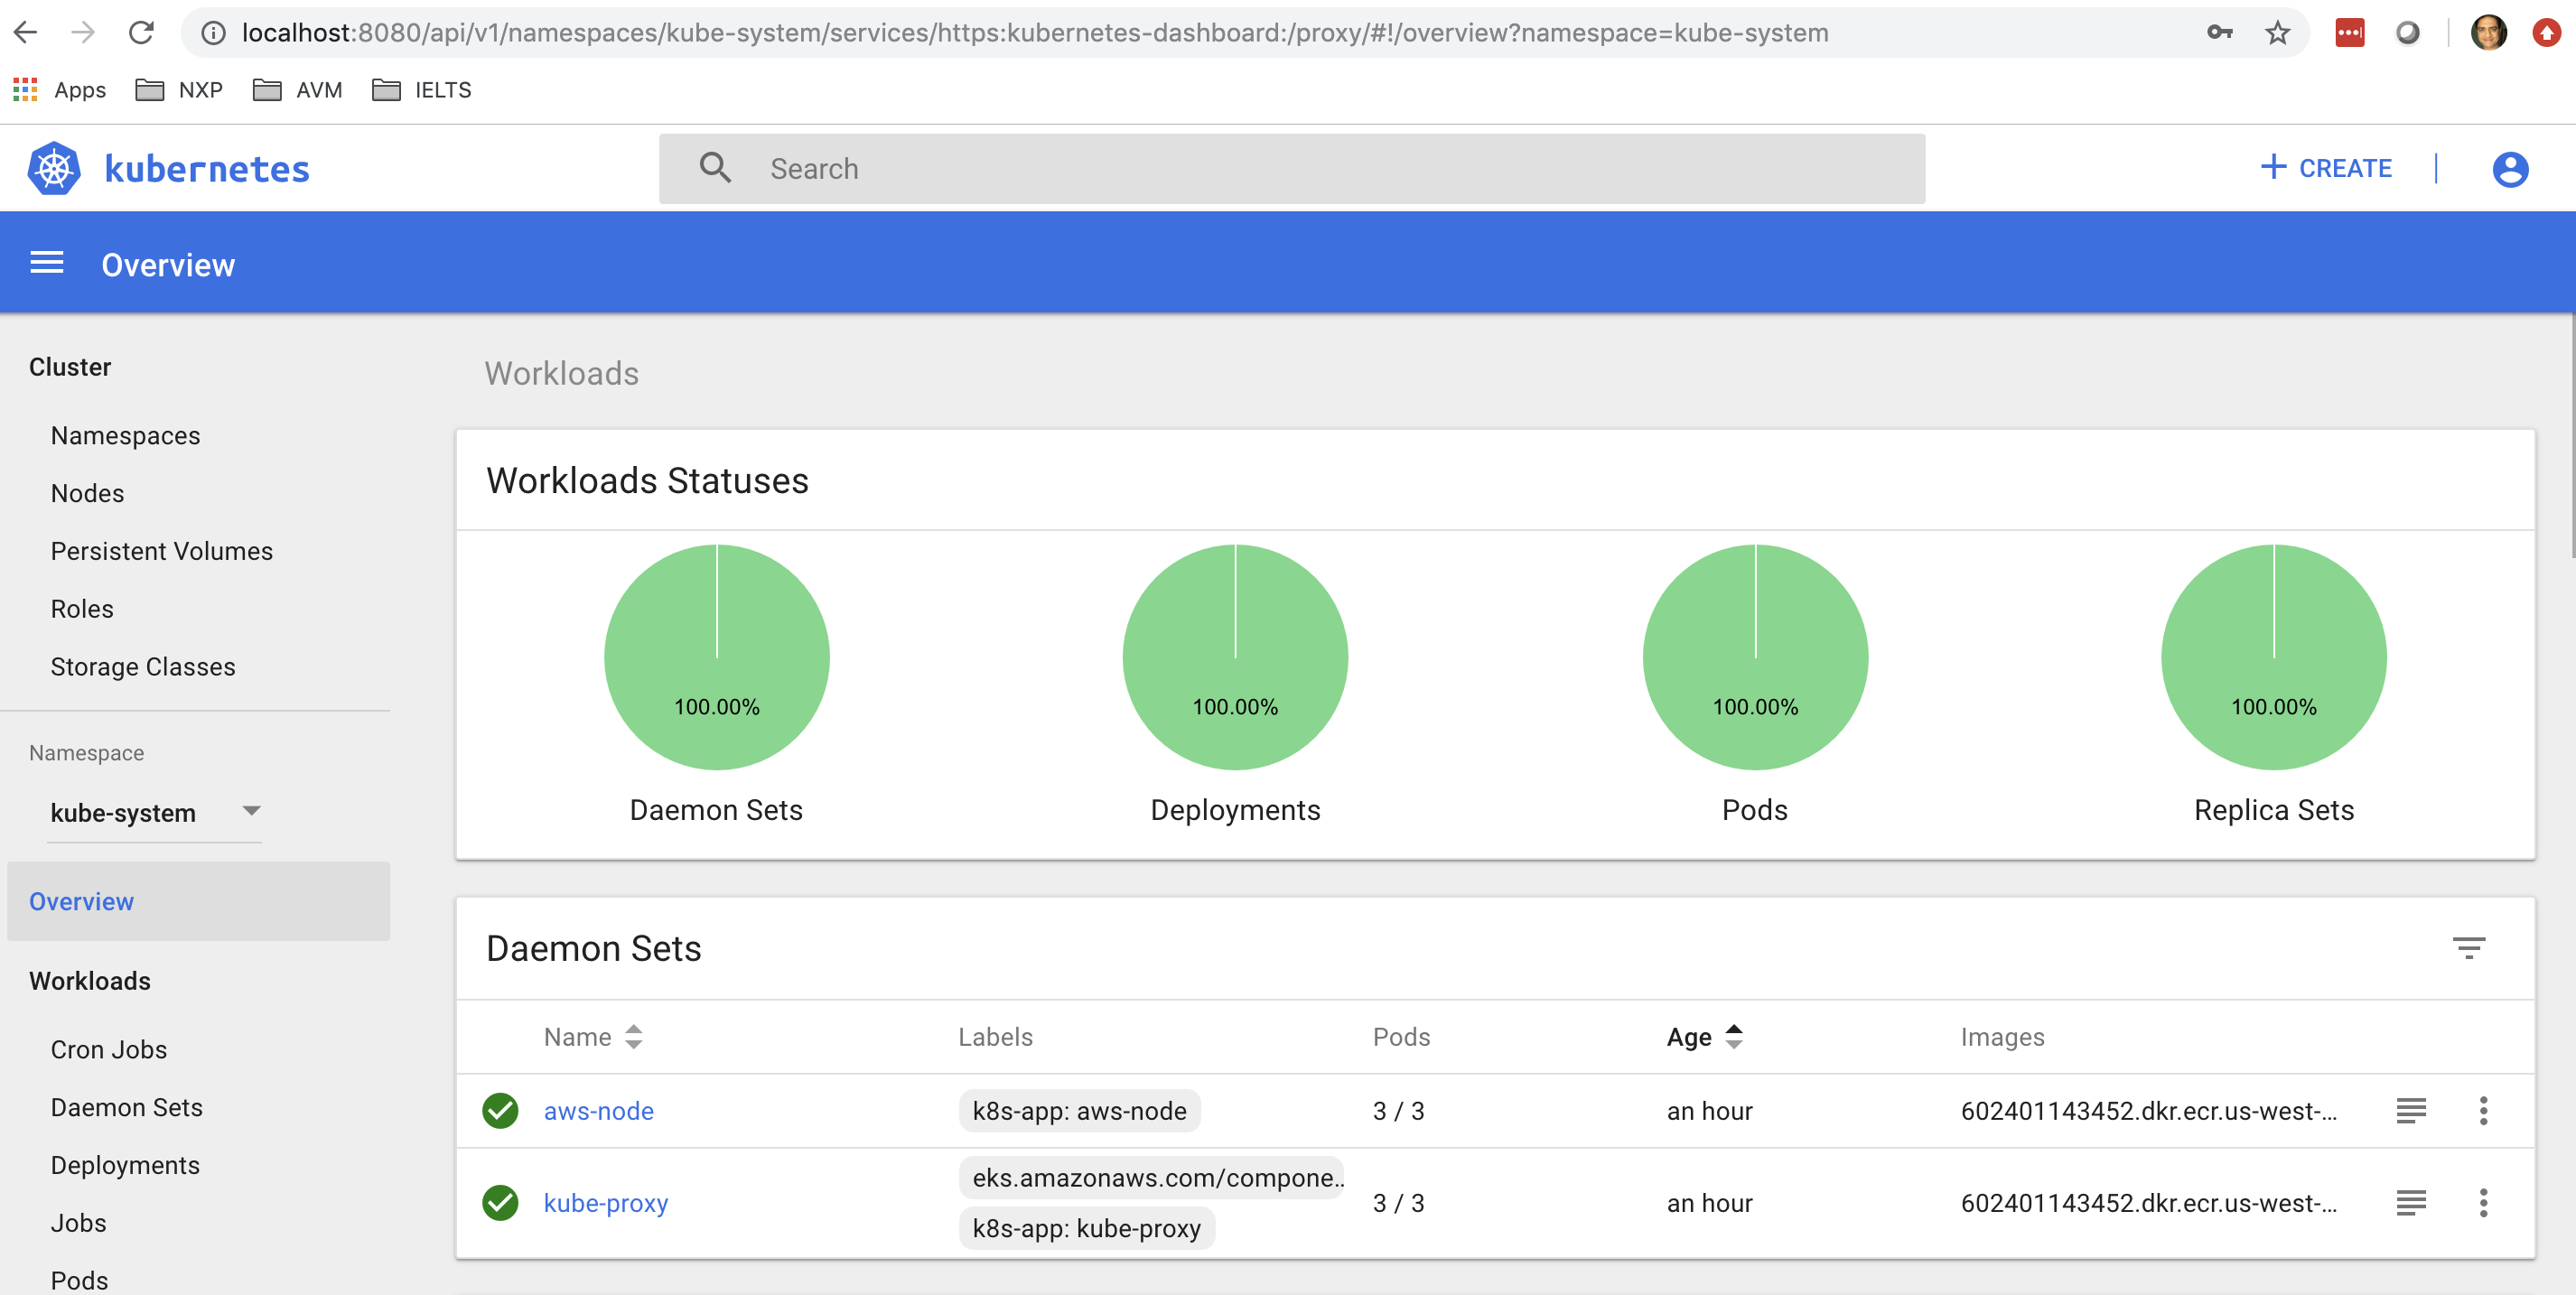 localhost:8080/api/v1/namespaces/kube-system/services/https:kubernetes-dashboard:/proxy/#!/overview?namespace=kube-system
Apps NXP AVM IELTS
kubernetes Search CREATE
Overview
Cluster
Namespaces
Nodes
Persistent Volumes
Roles
Storage Classes
Namespace
kube-system
Overview
Workloads
Cron Jobs
Daemon Sets
Deployments
Jobs
Pods
Workloads
Workloads Statuses
100.00% 100.00% 100.00% 100.00%
Daemon Sets Deployments Pods Replica Sets
Daemon Sets
Name Labels Pods Age Images
aws-node k8s-app: aws-node 3 / 3 an hour 602401143452.dkr.ecr.us-west-...
eks.amazonaws.com/compone..
kube-proxy 3 / 3 an hour 602401143452.dkr.ecr.us-west-...
k8s-app: kube-proxy